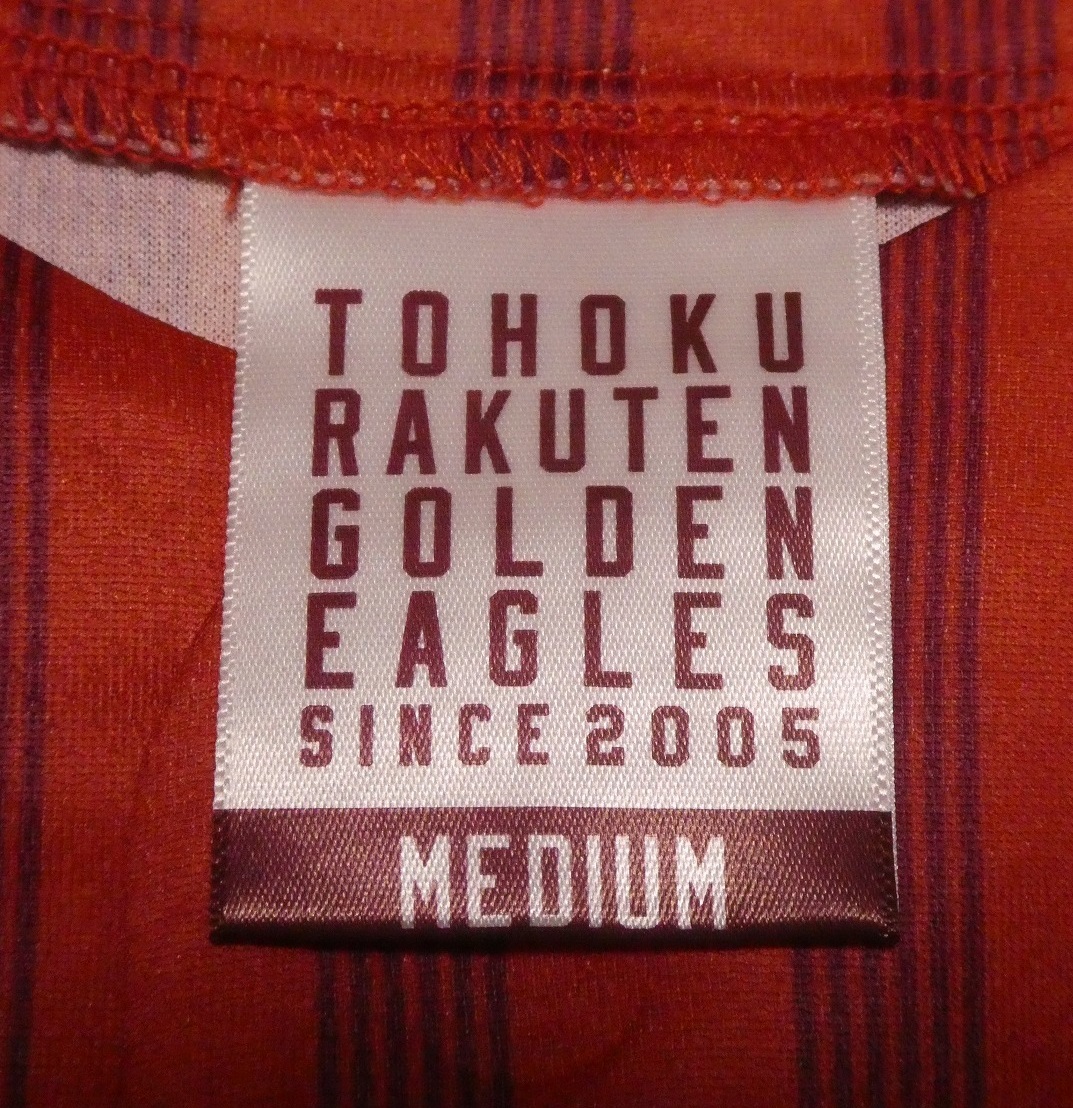 TOHOKU
RAKUTEN
GOLDEN
EAGLES
SINCE 2005
MEDIUM